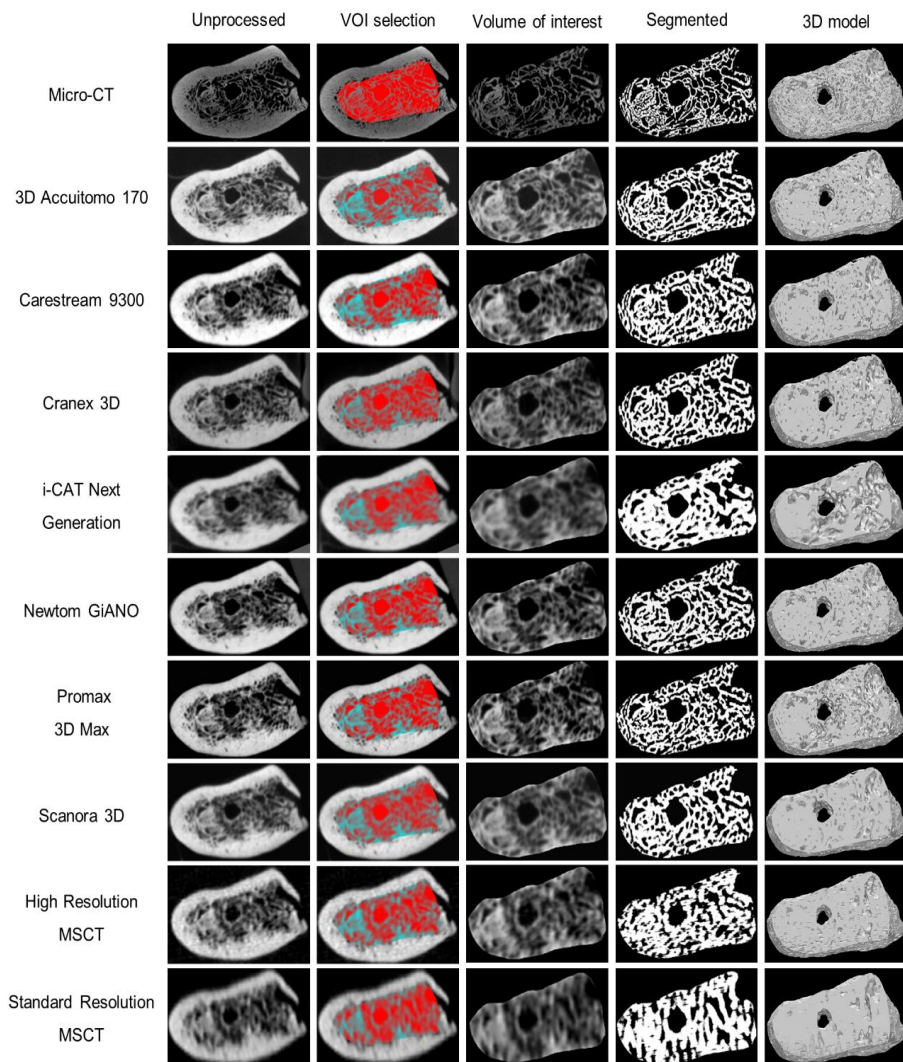 Unprocessed
VOI selection
Volume of interest
Segmented
3D model
Micro-CT
3D Accuitomo 170
Carestream 9300
Cranex 3D
i-CAT Next
Generation
Newtom GiANO
Promax
3D Max
Scanora 3D
High Resolution
MSCT
Standard Resolution
MSCT